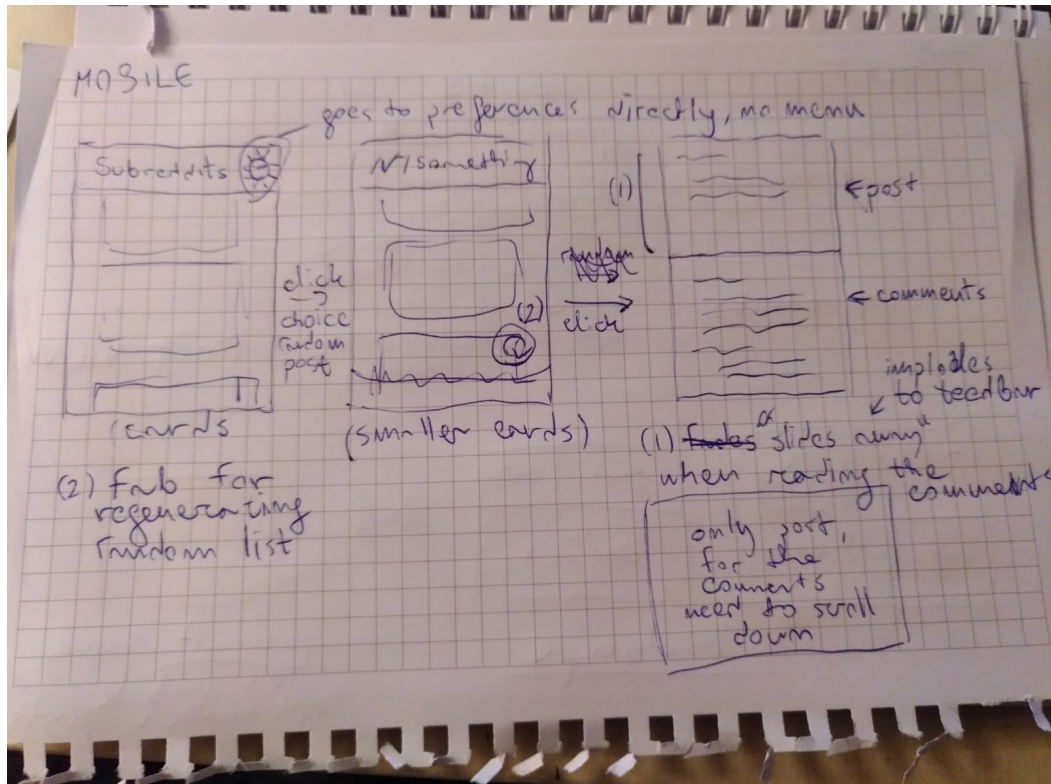 MOBILE
goes to preferences directly, no menu
Subreddits
click
→
choice
random
post
cards
r/something
(2)
(smaller cards)
click
(1)
← post
← comments
implodes
to
(1) fades or "slides away"
when reading the
comments
only post,
for the
comments
need to scroll
down
(2) Fab for
regenerating
random list